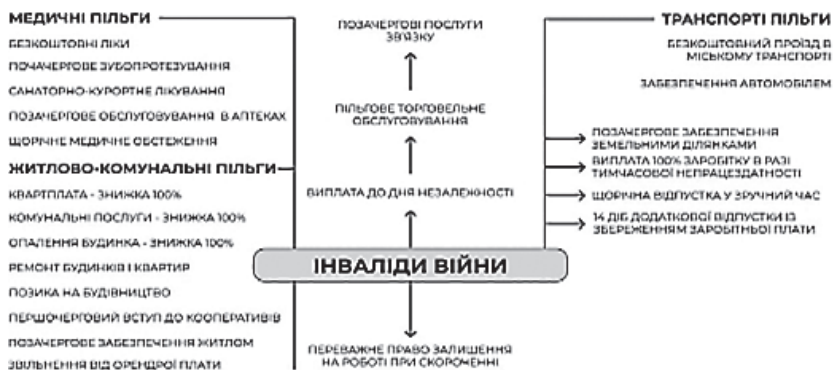 МЕДИЧНІ ПІЛЬГИ
БЕЗКОШТОВНІ ЛІКИ
ПОЧАЧЕРГОВЕ ЗУБОПРОТЕЗУВАННЯ
САНАТОРНО-КУРОРТНЕ ЛІКУВАННЯ
ПОЗАЧЕРГОВЕ ОБСЛУГОВУВАННЯ В АПТЕКАХ
ЩОРІЧНЕ МЕДИЧНЕ ОБСТЕЖЕННЯ
ЖИТЛОВО-КОМУНАЛЬНІ ПІЛЬГИ
КВАРТПЛАТА - ЗНИЖКА 100%
КОМУНАЛЬНІ ПОСЛУГИ - ЗНИЖКА 100%
ОПАЛЕННЯ БУДИНКА - ЗНИЖКА 100%
РЕМОНТ БУДИНКІВ І КВАРТИР
ПОЗИКА НА БУДІВНИЦТВО
ПЕРШОЧЕРГОВИЙ ВСТУП ДО КООПЕРАТИВІВ
ПОЗАЧЕРГОВЕ ЗАБЕЗПЕЧЕННЯ ЖИТЛОМ
ЗВІЛЬНЕННЯ ВІД ОРЕНДНОЇ ПЛАТИ
ПОЗАЧЕРГОВІ ПОСЛУГИ
ЗВ'ЯЗКУ
ПІЛЬГОВЕ ТОРГОВЕЛЬНЕ
ОБСЛУГОВУВАННЯ
ВИПЛАТА ДО ДНЯ НЕЗАЛЕЖНОСТІ
ІНВАЛІДИ ВІЙНИ
ПЕРЕВАЖНЕ ПРАВО ЗАЛИШЕННЯ
НА РОБОТІ ПРИ СКОРОЧЕННІ
ТРАНСПОРТІ ПІЛЬГИ
БЕЗКОШТОВНИЙ ПРОЇЗД В
МІСЬКОМУ ТРАНСПОРТІ
ЗАБЕЗПЕЧЕННЯ АВТОМОБІЛЕМ
ПОЗАЧЕРГОВЕ ЗАБЕЗПЕЧЕННЯ
ЗЕМЕЛЬНИМИ ДІЛЯНКАМИ
ВИПЛАТА 100% ЗАРОБІТКУ В РАЗІ
ТИМЧАСОВОЇ НЕПРАЦЕЗДАТНОСТІ
ЩОРІЧНА ВІДПУСТКА У ЗРУЧНИЙ ЧАС
14 ДІБ ДОДАТКОВОЇ ВІДПУСТКИ ІЗ
ЗБЕРЕЖЕННЯМ ЗАРОБІТНЬОЇ ПЛАТИ